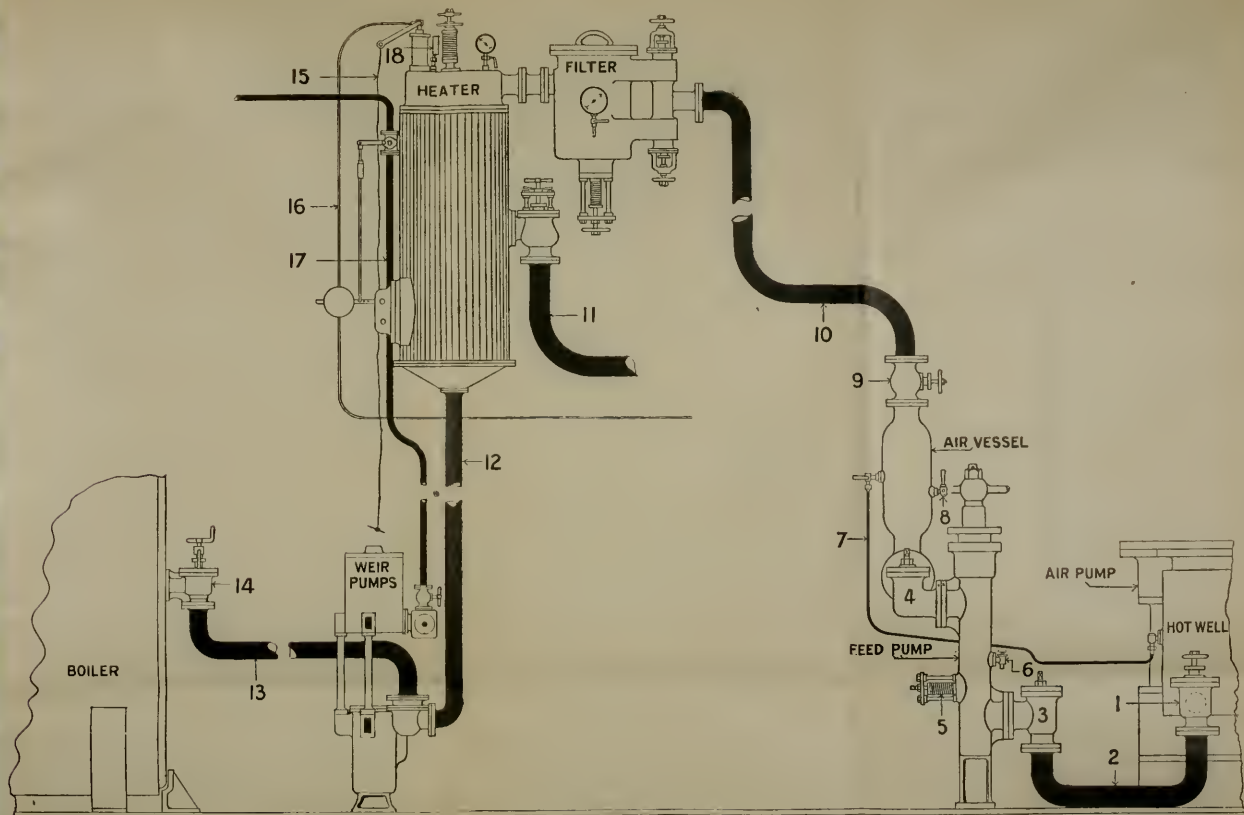 18
15
HEATER
FILTER
16
17
11
10
9
AIR VESSEL
12
8
7
WEIR
PUMPS
14
4
AIR PUMP
HOT WELL
BOILER
13
FEED PUMP
6
5
3
1
2